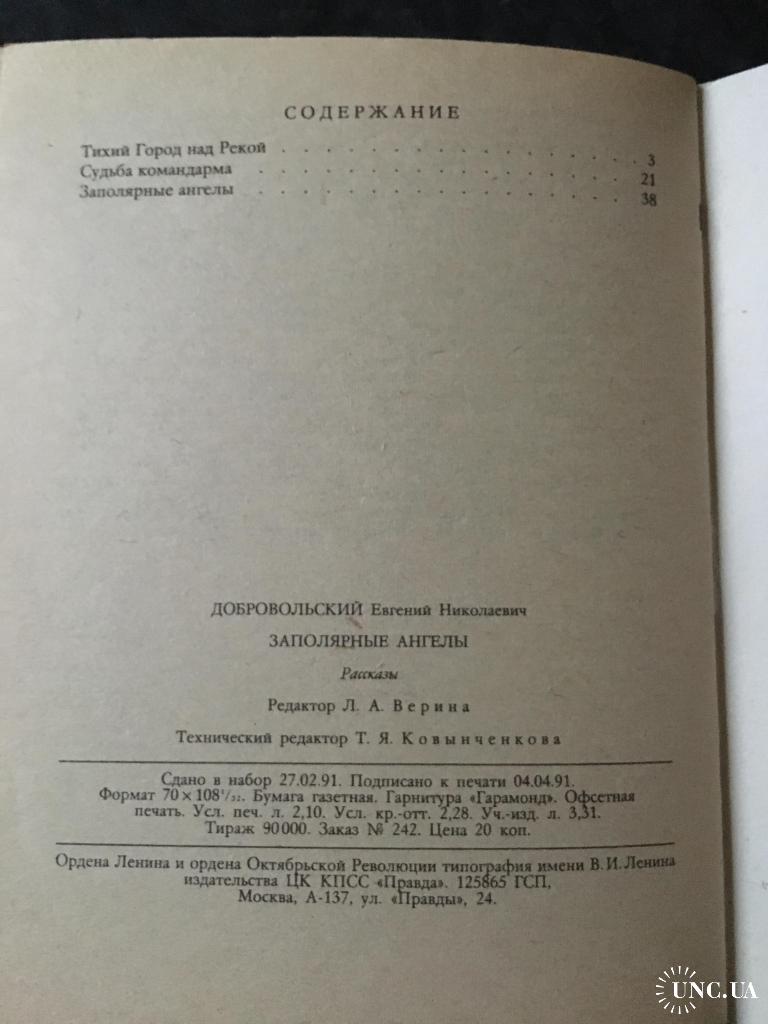 СОДЕРЖАНИЕ
Тихий Город над Рекой . . . . . . . . . . . . . . . . 3
Судьба командарма . . . . . . . . . . . . . . . . . 21
Заполярные ангелы . . . . . . . . . . . . . . . . . 38
ДОБРОВОЛЬСКИЙ Евгений Николаевич
ЗАПОЛЯРНЫЕ АНГЕЛЫ
Рассказы
Редактор Л. А. Верина
Технический редактор Т. Я. Ковынченкова
Сдано в набор 27.02.91. Подписано к печати 04.04.91.
Формат 70×108¹/₃₂. Бумага газетная. Гарнитура «Гарамонд». Офсетная
печать. Усл. печ. л. 2,10. Усл. кр.-отт. 2,28. Уч.-изд. л. 3,31.
Тираж 90000. Заказ № 242. Цена 20 коп.
Ордена Ленина и ордена Октябрьской Революции типография имени В. И. Ленина
издательства ЦК КПСС «Правда». 125865 ГСП,
Москва, А-137, ул. «Правды», 24.
UNC.UA